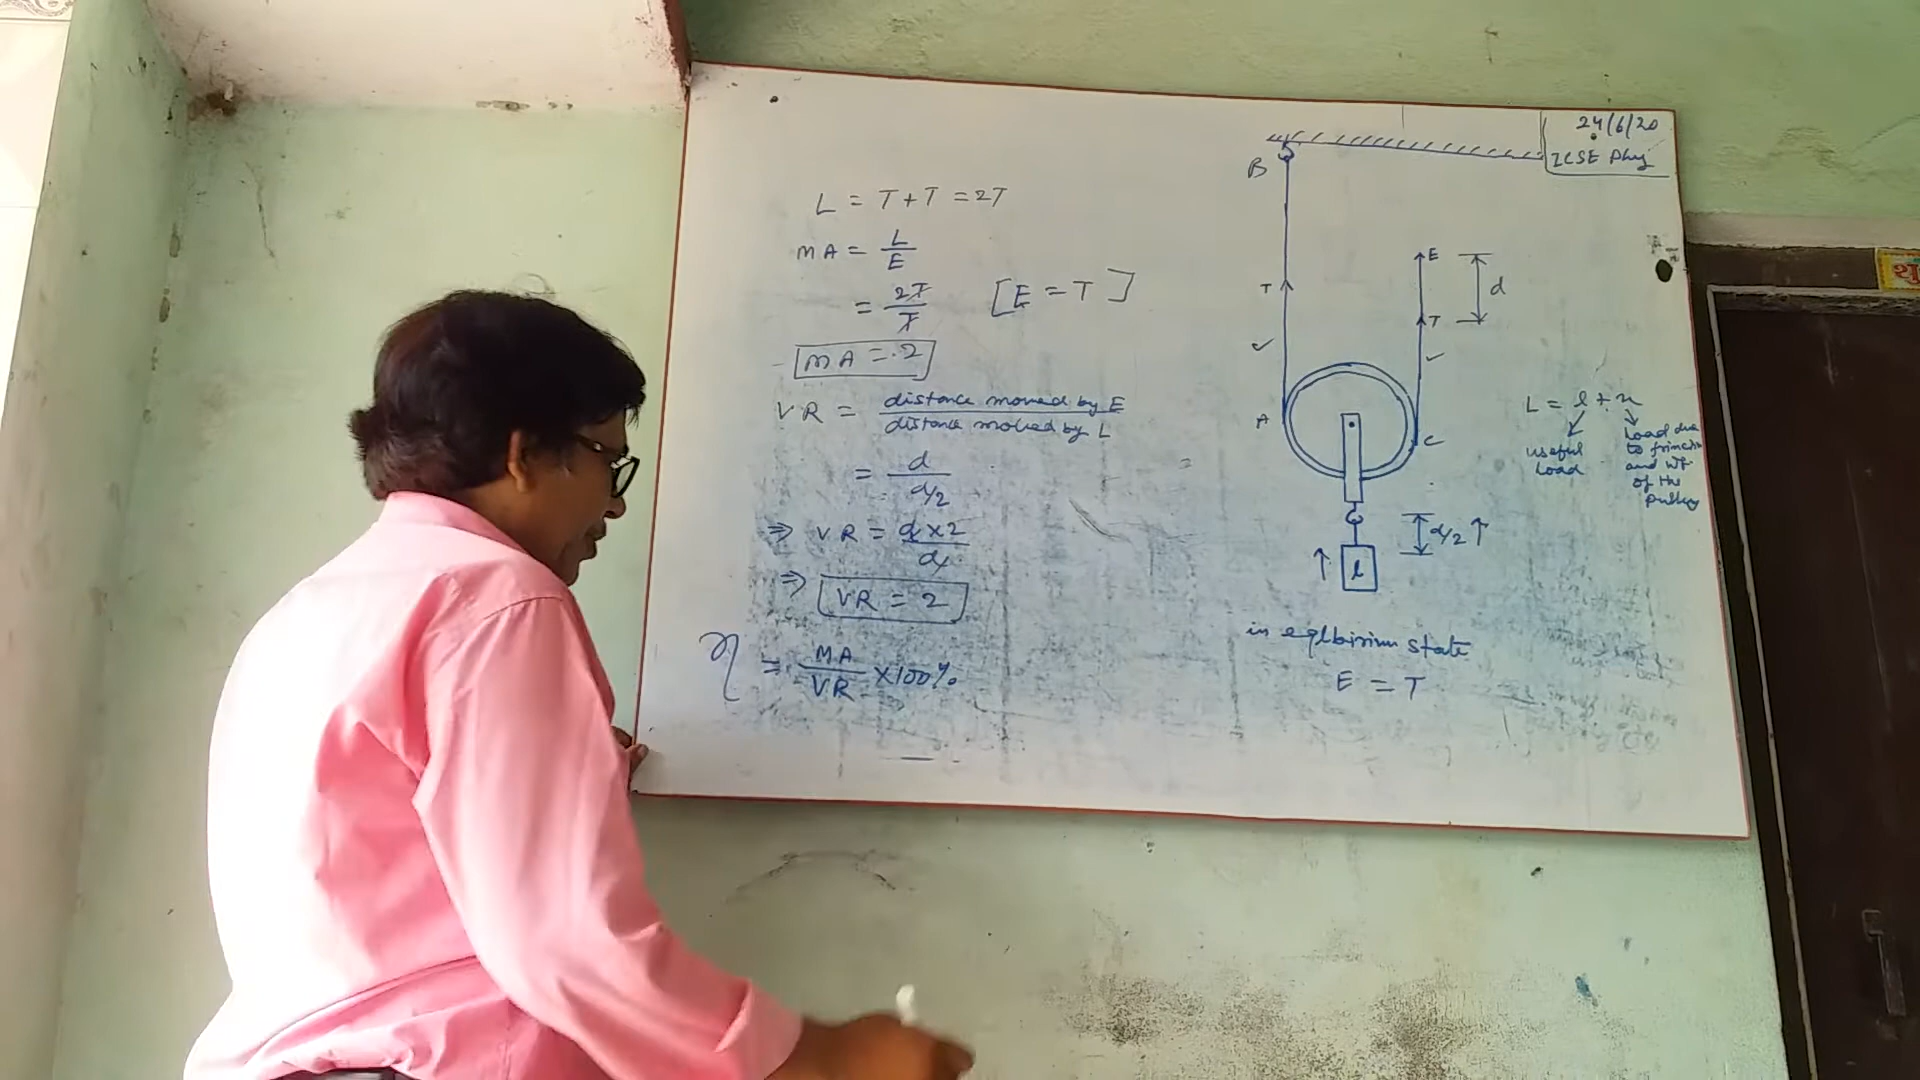 24/6/20
ICSE Phy
L = T + T = 2T
MA = L/E
= 2T/T [E = T]
MA = 2
VR = distance moved by E / distance moved by L
= d / d/2
⇒ VR = d×2 / d
⇒ VR = 2
η = MA/VR ×100%
B
T
A
E
d
T
C
d/2 ↑
↑ l
in eqlbirium state
E = T
L = l + x
useful
load
Load due
to
and wt
of the
pulley
थु